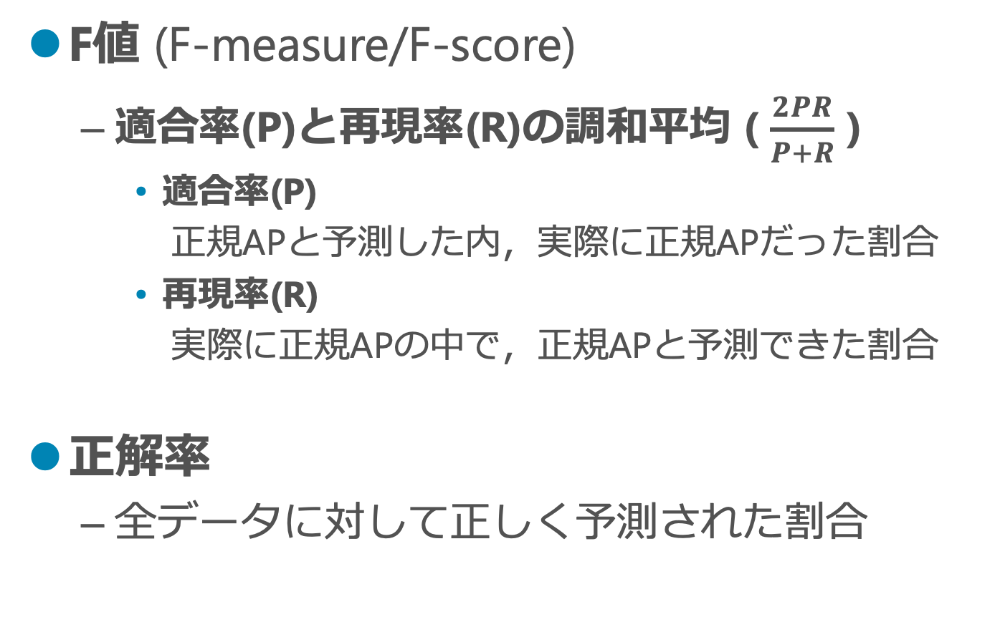 ● F値 (F-measure/F-score)
– 適合率(P)と再現率(R)の調和平均 ( 2PR / P+R )
• 適合率(P)
正規APと予測した内，実際に正規APだった割合
• 再現率(R)
実際に正規APの中で，正規APと予測できた割合
● 正解率
– 全データに対して正しく予測された割合